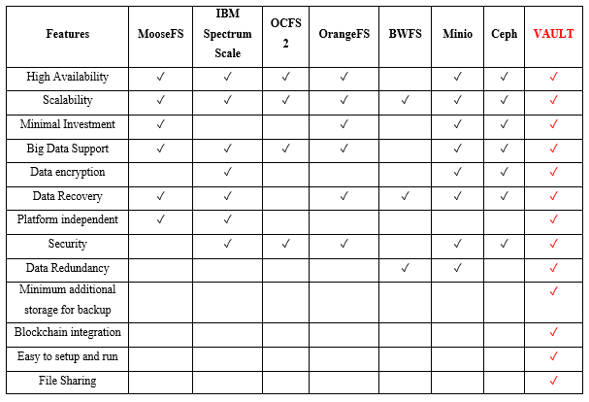 Features MooseFS IBM Spectrum Scale OCFS 2 OrangeFS BWFS Minio Ceph VAULT
High Availability ✓ ✓ ✓ ✓ ✓ ✓ ✓
Scalability ✓ ✓ ✓ ✓ ✓ ✓ ✓ ✓
Minimal Investment ✓ ✓ ✓ ✓ ✓
Big Data Support ✓ ✓ ✓ ✓ ✓ ✓ ✓
Data encryption ✓ ✓ ✓ ✓
Data Recovery ✓ ✓ ✓ ✓ ✓ ✓ ✓
Platform independent ✓ ✓ ✓
Security ✓ ✓ ✓ ✓ ✓ ✓
Data Redundancy ✓ ✓ ✓
Minimum additional ✓
storage for backup
Blockchain integration ✓
Easy to setup and run ✓
File Sharing ✓